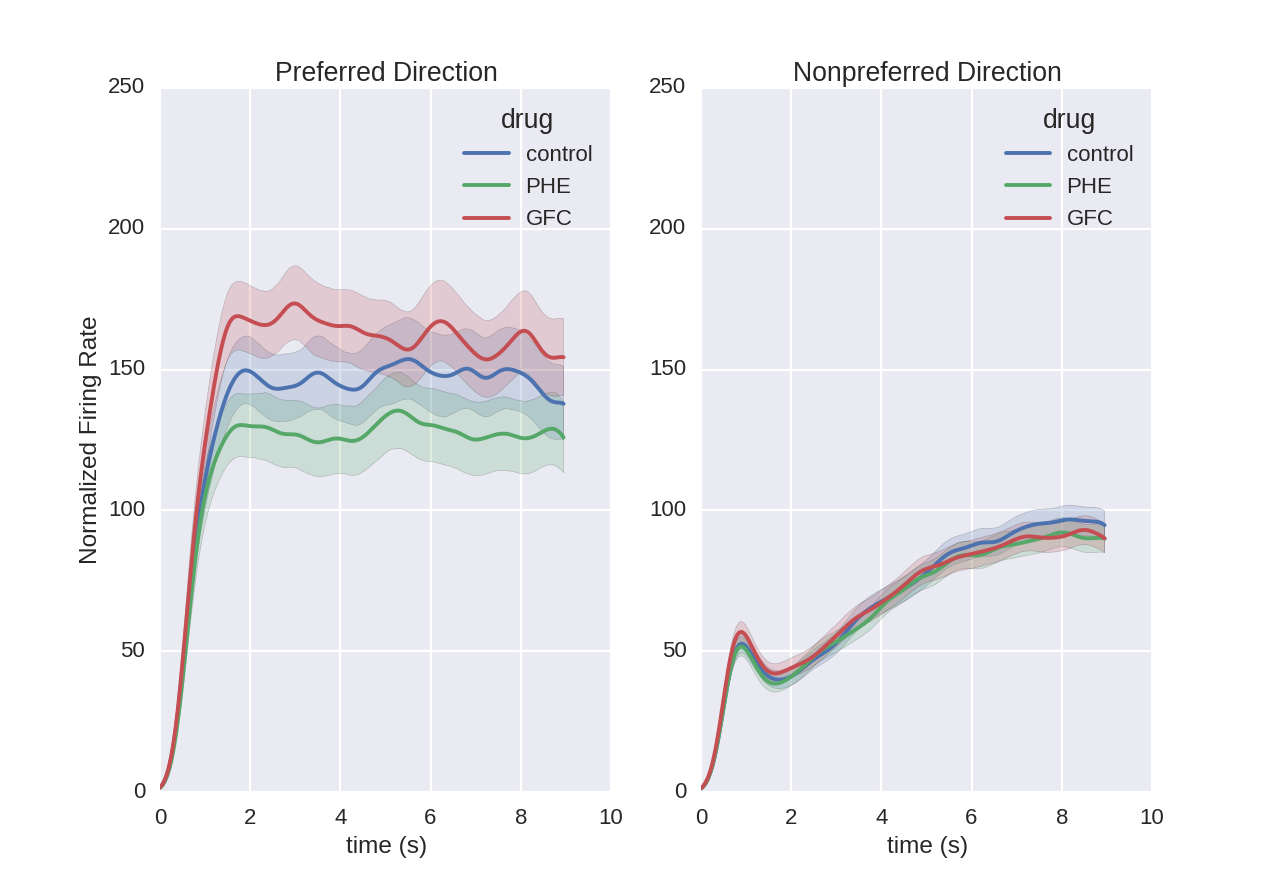 Preferred Direction
250
200
150
100
50
0
Normalized Firing Rate
drug
control
PHE
GFC
0 2 4 6 8 10
time (s)
Nonpreferred Direction
250
200
150
100
50
0
drug
control
PHE
GFC
0 2 4 6 8 10
time (s)